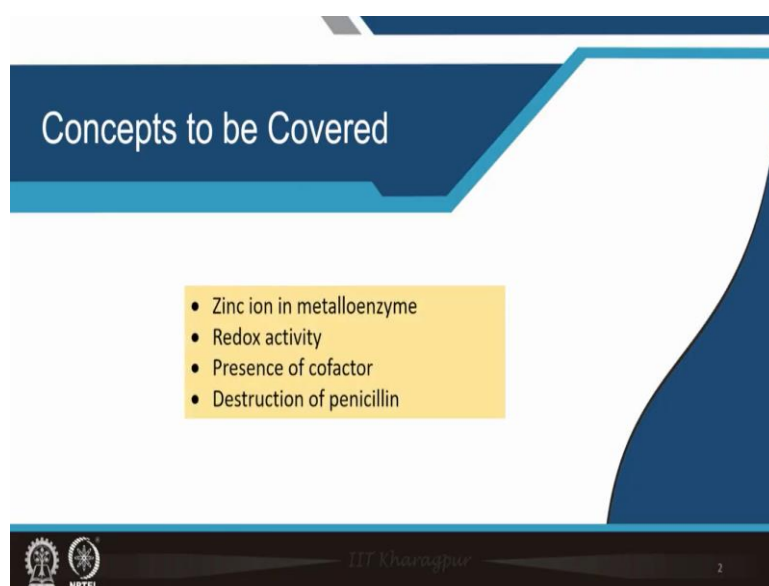 Concepts to be Covered
• Zinc ion in metalloenzyme
• Redox activity
• Presence of cofactor
• Destruction of penicillin
IIT Kharagpur
NPTEL
2